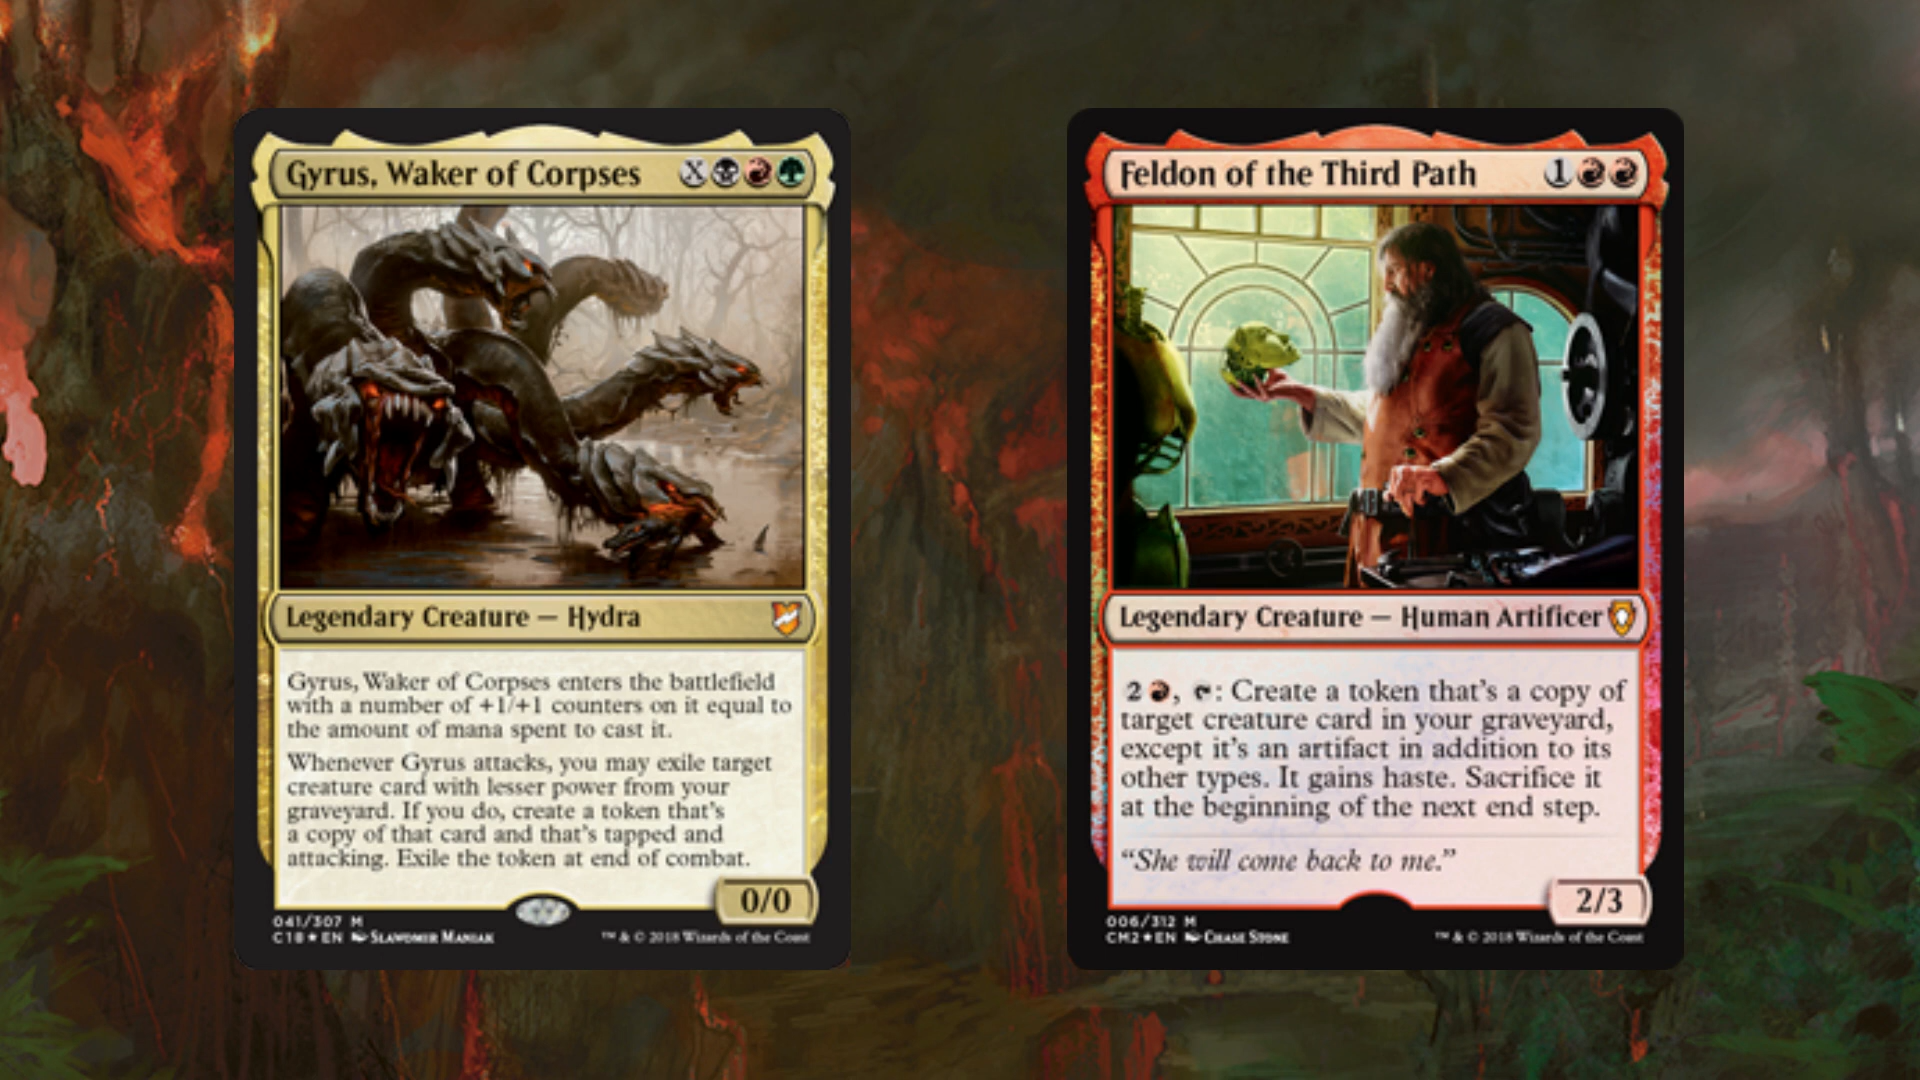 Gyrus, Waker of Corpses X
Legendary Creature — Hydra
Gyrus, Waker of Corpses enters the battlefield
with a number of +1/+1 counters on it equal to
the amount of mana spent to cast it.
Whenever Gyrus attacks, you may exile target
creature card with lesser power from your
graveyard. If you do, create a token that's
a copy of that card and that's tapped and
attacking. Exile the token at end of combat.
0/0
041/307 M
C18★EN Slawomir Maniak
™ & © 2018 Wizards of the Coast
Feldon of the Third Path 1
Legendary Creature — Human Artificer
2 , : Create a token that's a copy of
target creature card in your graveyard,
except it's an artifact in addition to its
other types. It gains haste. Sacrifice it
at the beginning of the next end step.
“She will come back to me.”
2/3
006/312 M
CM2★EN Chase Stone
™ & © 2018 Wizards of the Coast